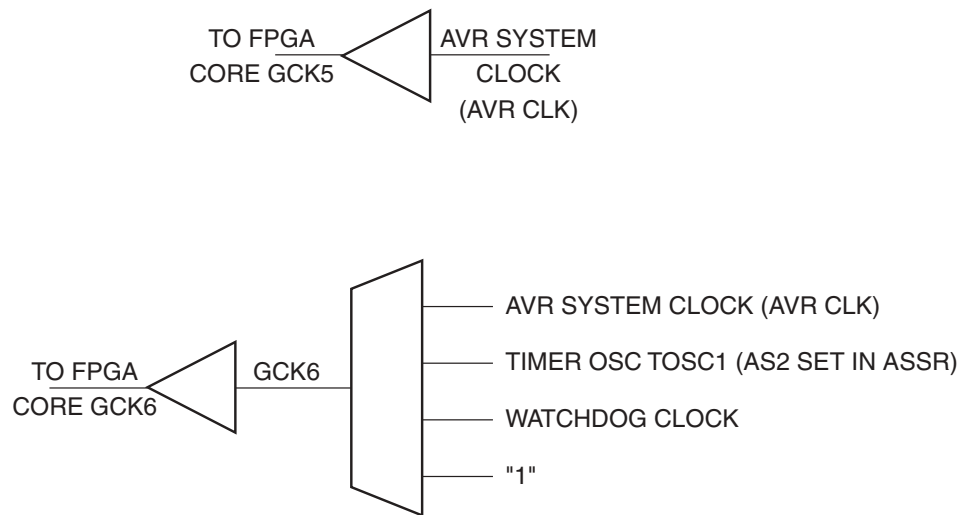 TO FPGA
CORE GCK5
AVR SYSTEM
CLOCK
(AVR CLK)
AVR SYSTEM CLOCK (AVR CLK)
TIMER OSC TOSC1 (AS2 SET IN ASSR)
TO FPGA
CORE GCK6
GCK6
WATCHDOG CLOCK
"1"